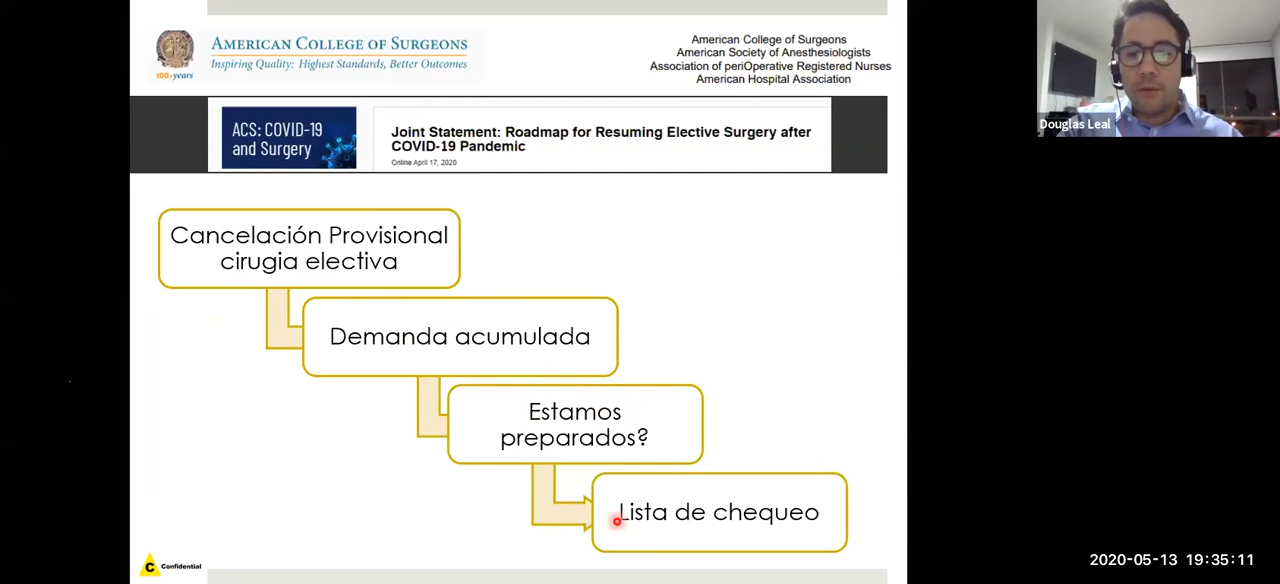 AMERICAN COLLEGE OF SURGEONS
Inspiring Quality: Highest Standards, Better Outcomes
100+years
American College of Surgeons
American Society of Anesthesiologists
Association of periOperative Registered Nurses
American Hospital Association
ACS: COVID-19
and Surgery
Joint Statement: Roadmap for Resuming Elective Surgery after
COVID-19 Pandemic
Online April 17, 2020
Douglas Leal
Cancelación Provisional
cirugia electiva
Demanda acumulada
Estamos
preparados?
Lista de chequeo
C Confidential
2020-05-13 19:35:11